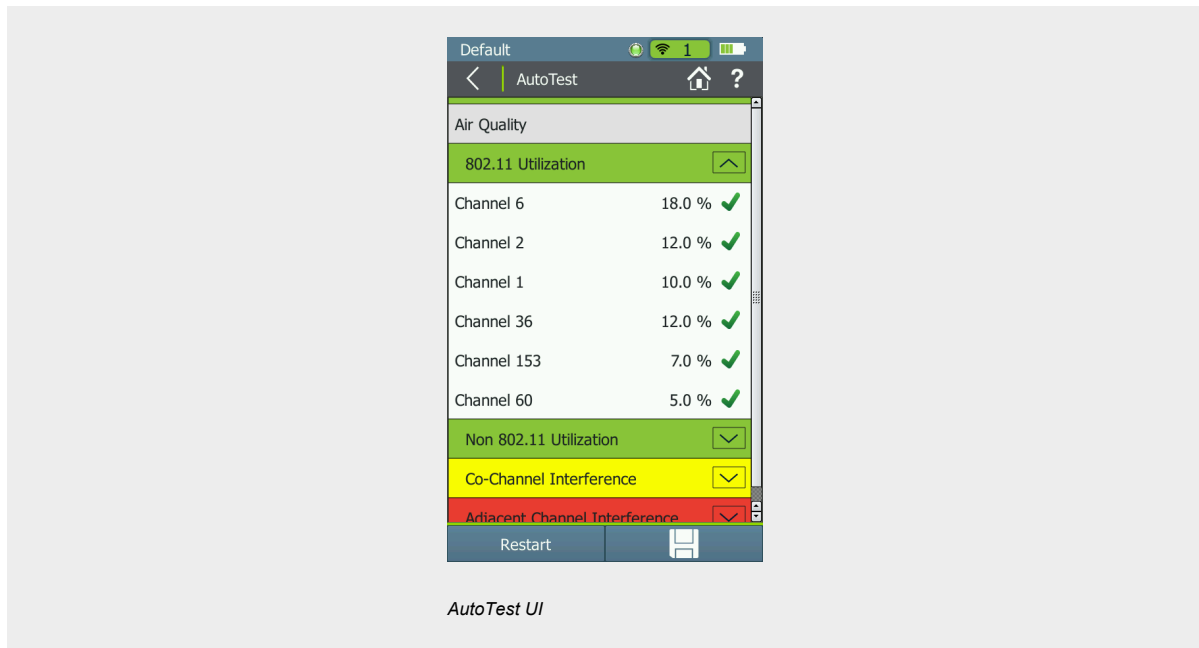 Default 1
AutoTest ?
Air Quality
802.11 Utilization
Channel 6 18.0 %
Channel 2 12.0 %
Channel 1 10.0 %
Channel 36 12.0 %
Channel 153 7.0 %
Channel 60 5.0 %
Non 802.11 Utilization
Co-Channel Interference
Adjacent Channel Interference
Restart
AutoTest UI